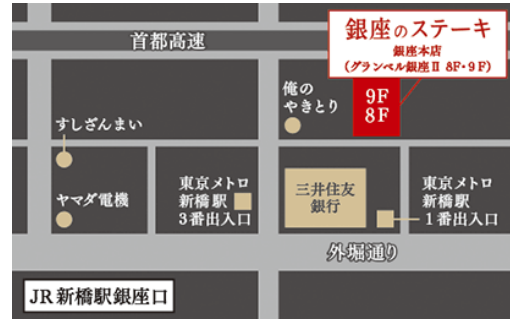 首都高速
銀座のステーキ
銀座本店
(グランベル銀座Ⅱ 8F・9F)
俺の
やきとり
9F
8F
すしざんまい
ヤマダ電機
東京メトロ
新橋駅
3番出入口
三井住友
銀行
東京メトロ
新橋駅
1番出入口
外堀通り
JR新橋駅銀座口